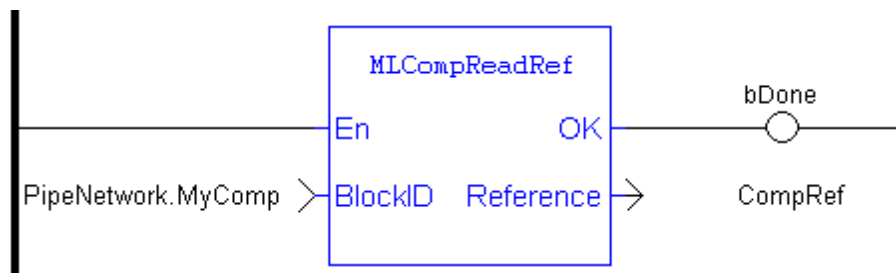 MLCompReadRef
bDone
En OK
PipeNetwork.MyComp BlockID Reference CompRef